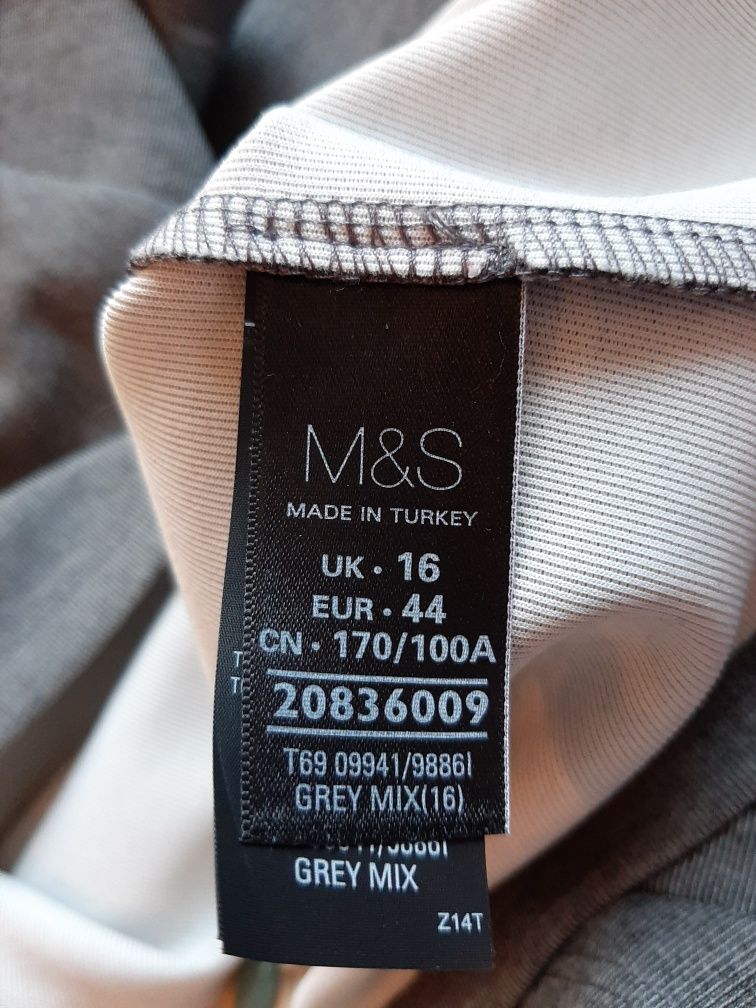 M&S
MADE IN TURKEY
UK • 16
EUR • 44
CN • 170/100A
20836009
T69 09941/9886I
GREY MIX(16)
GREY MIX
Z14T